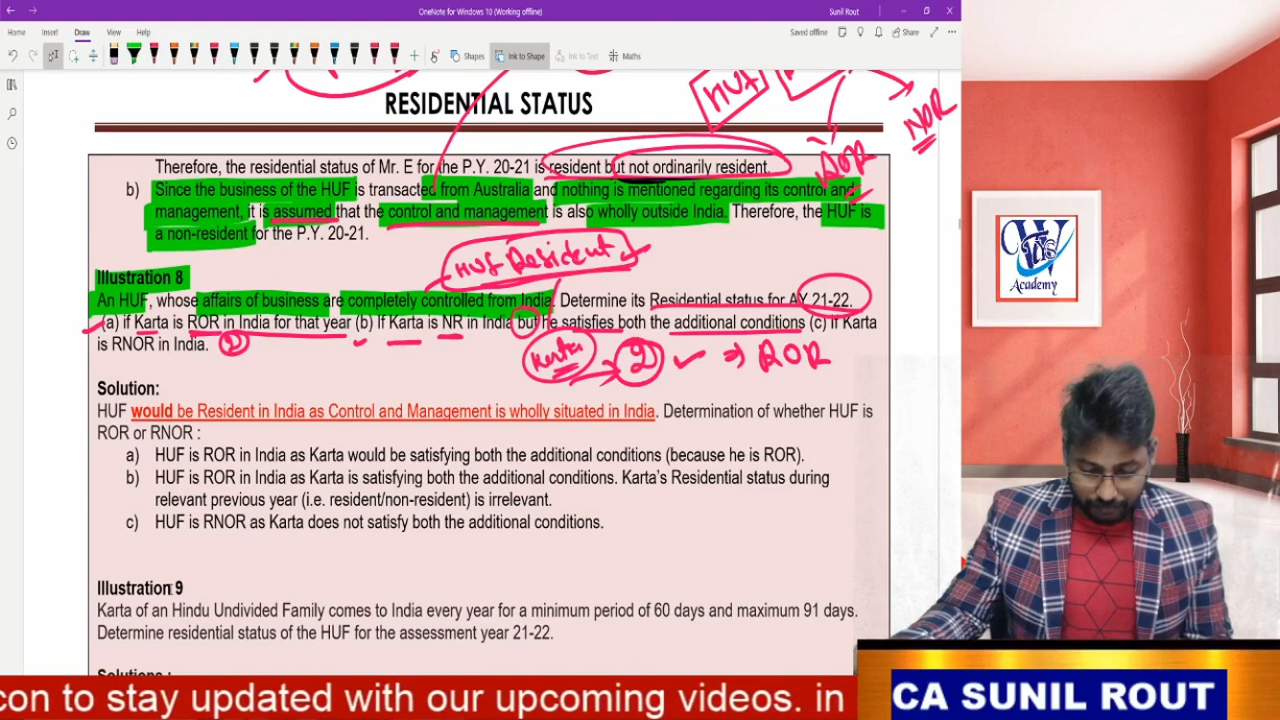 OneNote for Windows 10 (Working offline)
Sunil Rout
Home Insert Draw View Help
Saved offline
Share
Shapes
Ink to Shape
Ink to Text
Maths
HUF
NOR
ROR
RESIDENTIAL STATUS
Therefore, the residential status of Mr. E for the P.Y. 20-21 is resident but not ordinarily resident.
b) Since the business of the HUF is transacted from Australia and nothing is mentioned regarding its control and
management, it is assumed that the control and management is also wholly outside India. Therefore, the HUF is
a non-resident for the P.Y. 20-21.
HUF Resident
Illustration 8
An HUF, whose affairs of business are completely controlled from India. Determine its Residential status for AY 21-22.
(a) if Karta is ROR in India for that year (b) If Karta is NR in India but he satisfies both the additional conditions (c) If Karta
is RNOR in India. 2
Karta 2 ✓ ⇒ ROR
Solution:
HUF would be Resident in India as Control and Management is wholly situated in India. Determination of whether HUF is
ROR or RNOR :
a) HUF is ROR in India as Karta would be satisfying both the additional conditions (because he is ROR).
b) HUF is ROR in India as Karta is satisfying both the additional conditions. Karta's Residential status during
relevant previous year (i.e. resident/non-resident) is irrelevant.
c) HUF is RNOR as Karta does not satisfy both the additional conditions.
Illustration 9
Karta of an Hindu Undivided Family comes to India every year for a minimum period of 60 days and maximum 91 days.
Determine residential status of the HUF for the assessment year 21-22.
Solutions :
Academy
con to stay updated with our upcoming videos. in
CA SUNIL ROUT